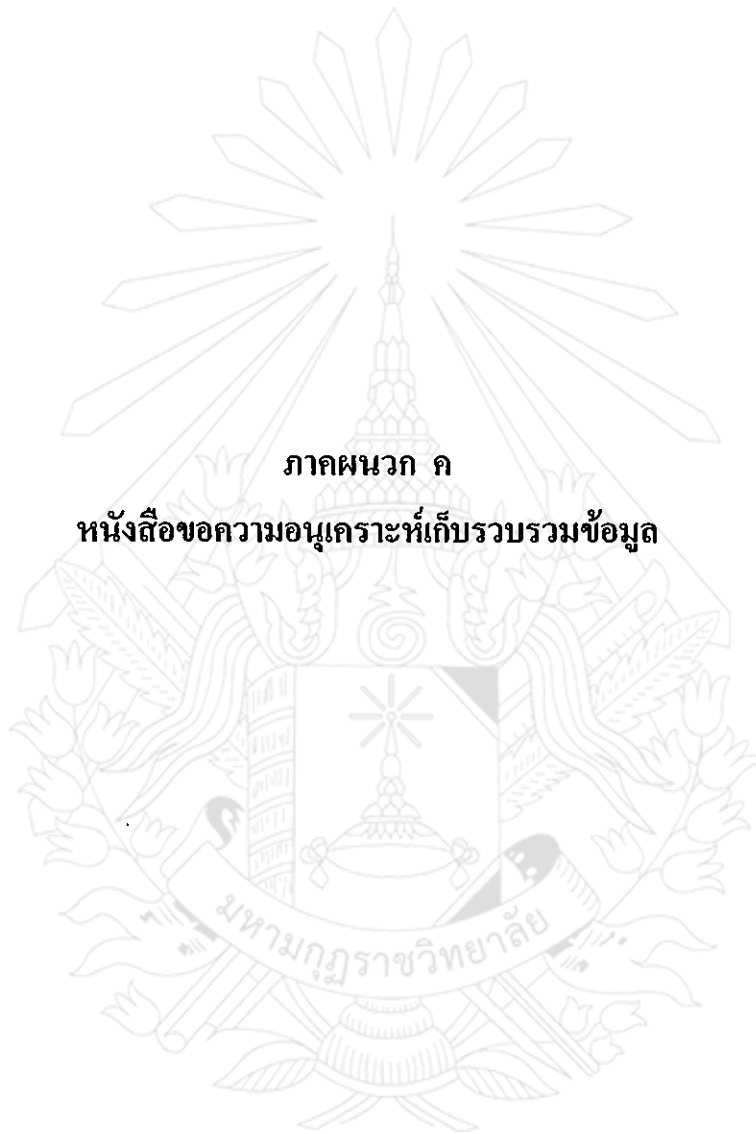 ภาคผนวก ค
หนังสือขอความอนุเคราะห์เก็บรวบรวมข้อมูล
มหามกุฏราชวิทยาลัย